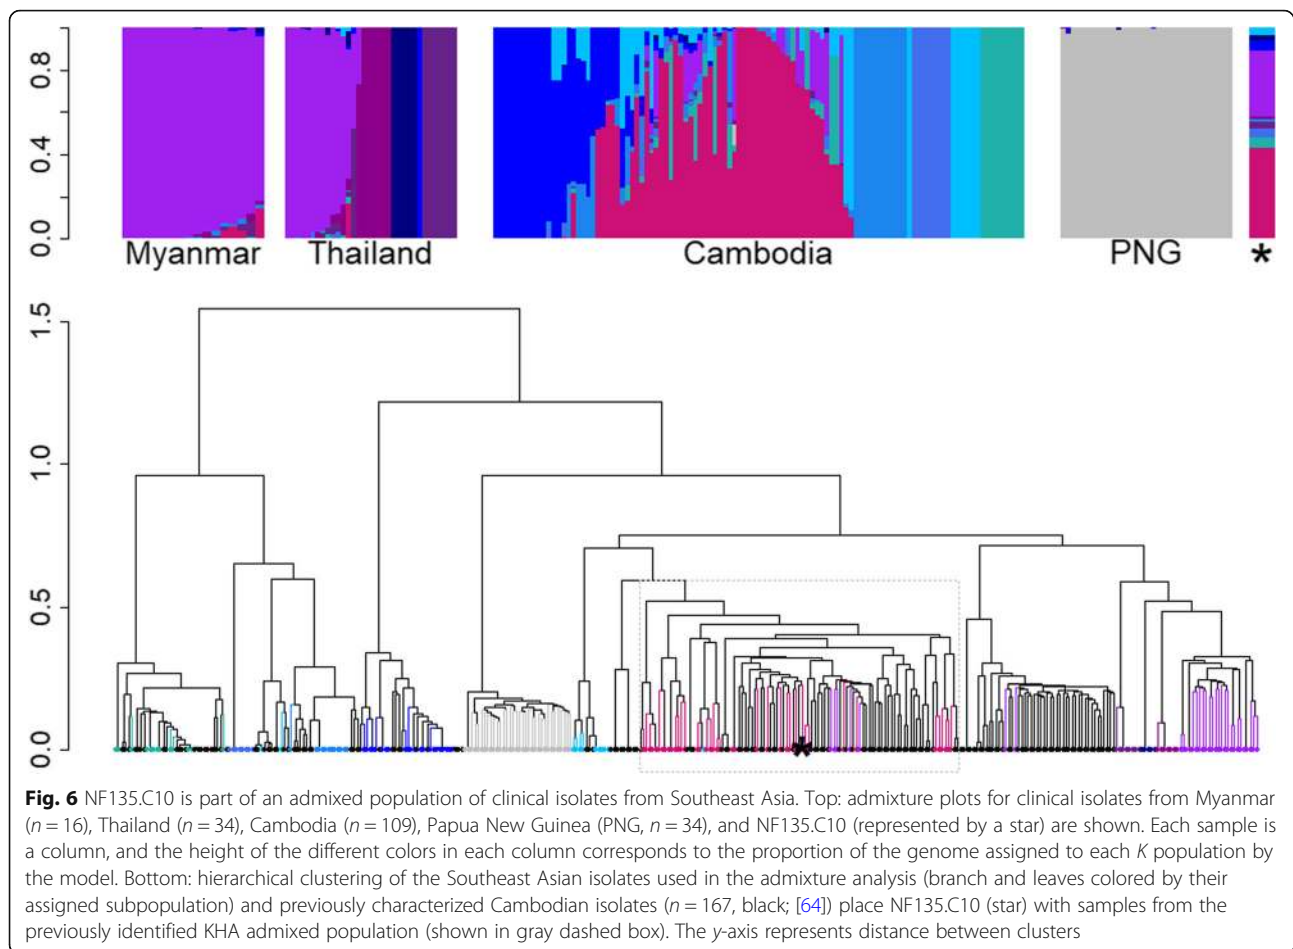 0.8
0.4
0.0
Myanmar Thailand Cambodia PNG *
1.5
1.0
0.5
0.0
*
Fig. 6 NF135.C10 is part of an admixed population of clinical isolates from Southeast Asia. Top: admixture plots for clinical isolates from Myanmar
(n = 16), Thailand (n = 34), Cambodia (n = 109), Papua New Guinea (PNG, n = 34), and NF135.C10 (represented by a star) are shown. Each sample is
a column, and the height of the different colors in each column corresponds to the proportion of the genome assigned to each K population by
the model. Bottom: hierarchical clustering of the Southeast Asian isolates used in the admixture analysis (branch and leaves colored by their
assigned subpopulation) and previously characterized Cambodian isolates (n = 167, black; [64]) place NF135.C10 (star) with samples from the
previously identified KHA admixed population (shown in gray dashed box). The y-axis represents distance between clusters